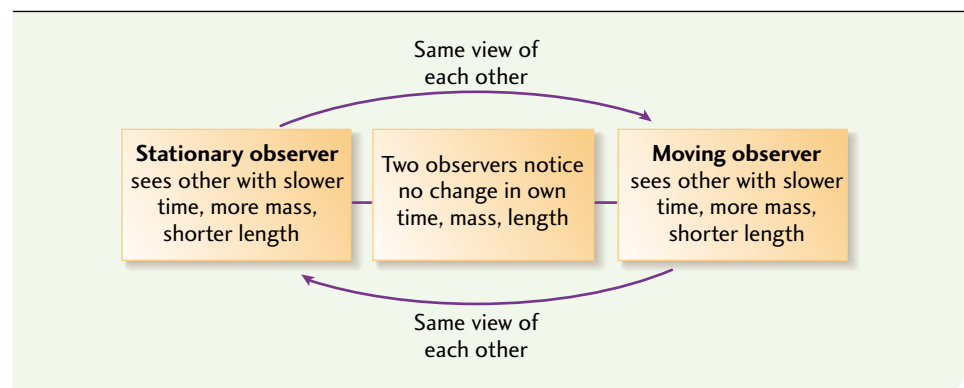 Same view of
each other
Stationary observer
sees other with slower
time, more mass,
shorter length
Two observers notice
no change in own
time, mass, length
Moving observer
sees other with slower
time, more mass,
shorter length
Same view of
each other